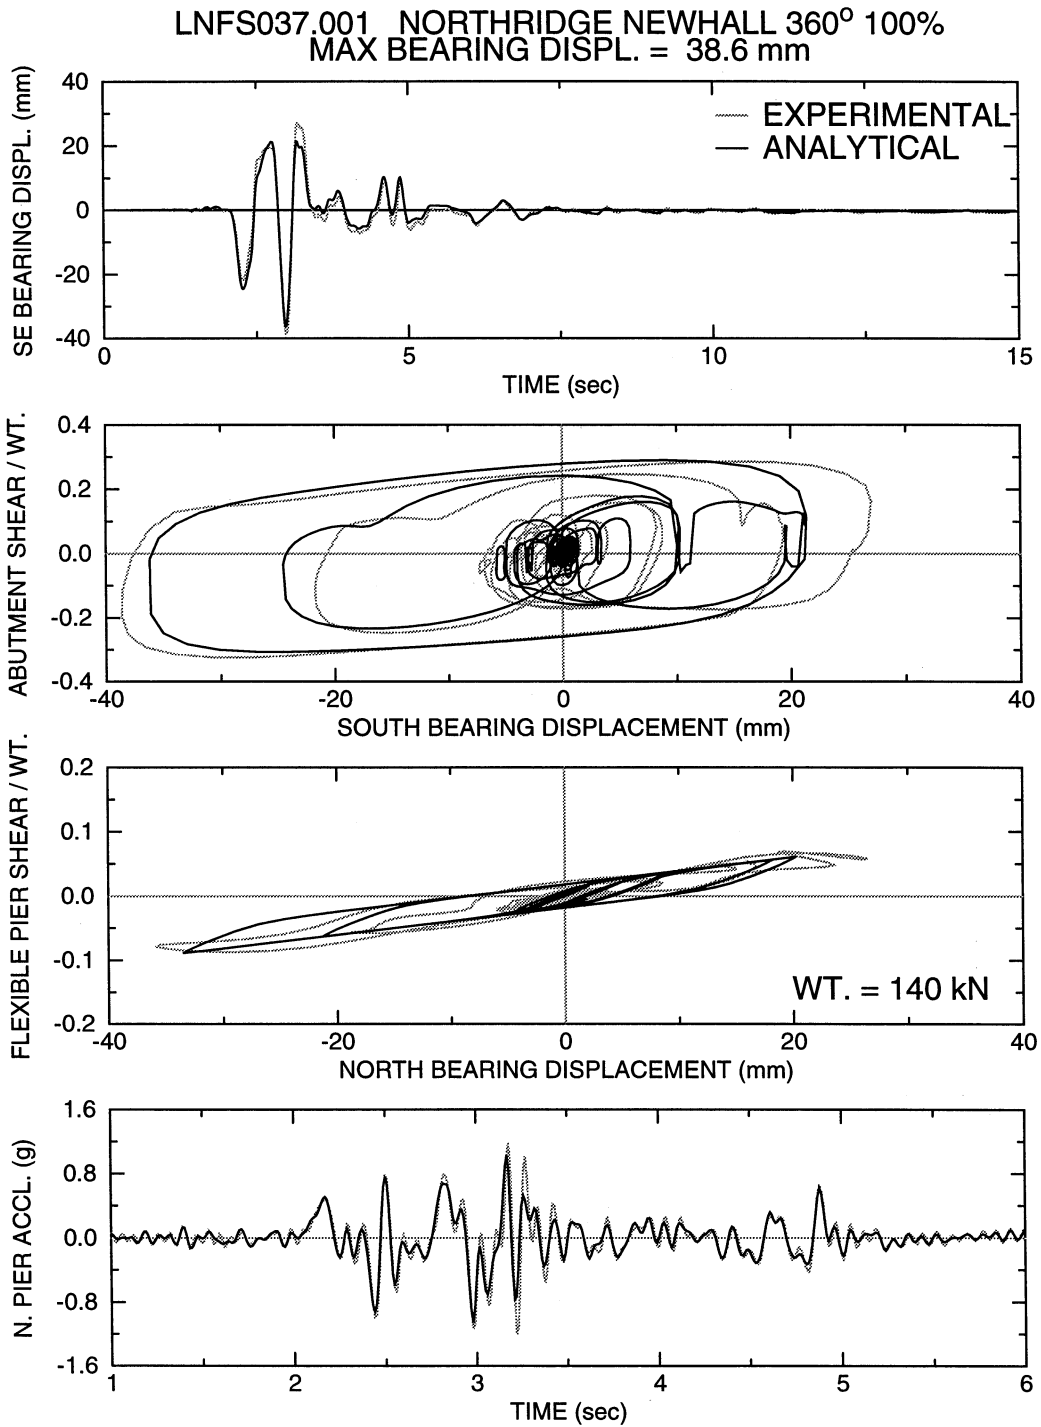 LNFS037.001 NORTHRIDGE NEWHALL 360° 100%
MAX BEARING DISPL. = 38.6 mm
SE BEARING DISPL. (mm)
40
20
0
-20
-40
EXPERIMENTAL
ANALYTICAL
0 5 10 15
TIME (sec)
ABUTMENT SHEAR / WT.
0.4
0.2
0.0
-0.2
-0.4
-40 -20 0 20 40
SOUTH BEARING DISPLACEMENT (mm)
FLEXIBLE PIER SHEAR / WT.
0.2
0.1
0.0
-0.1
-0.2
WT. = 140 kN
-40 -20 0 20 40
NORTH BEARING DISPLACEMENT (mm)
N. PIER ACCL. (g)
1.6
0.8
0.0
-0.8
-1.6
1 2 3 4 5 6
TIME (sec)